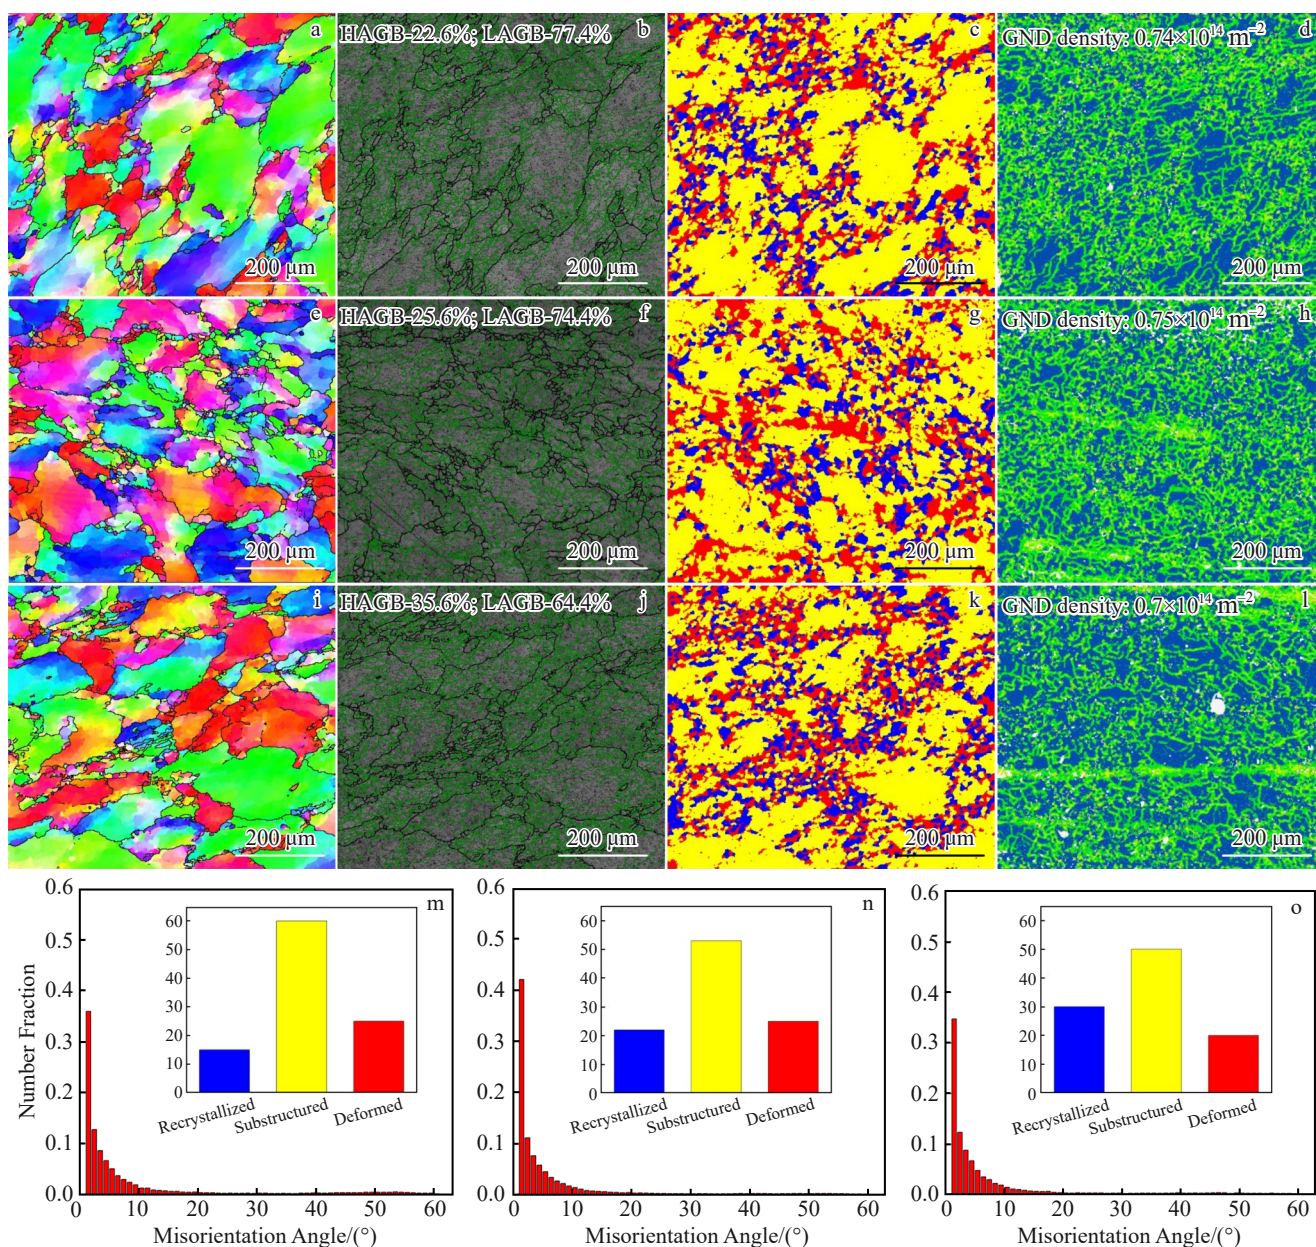 a
HAGB-22.6%; LAGB-77.4%
b
c
GND density: 0.74×10¹⁴ m⁻²
d
200 μm
200 μm
200 μm
200 μm
e
HAGB-25.6%; LAGB-74.4%
f
g
GND density: 0.75×10¹⁴ m⁻²
h
200 μm
200 μm
200 μm
200 μm
i
HAGB-35.6%; LAGB-64.4%
j
k
GND density: 0.7×10¹⁴ m⁻²
l
200 μm
200 μm
200 μm
200 μm
m
Number Fraction
0.6
0.5
0.4
0.3
0.2
0.1
0.0
60
50
40
30
20
10
0
Recrystallized
Substructured
Deformed
0
10
20
30
40
50
60
Misorientation Angle/(°)
n
0.6
0.5
0.4
0.3
0.2
0.1
0.0
60
50
40
30
20
10
0
Recrystallized
Substructured
Deformed
0
10
20
30
40
50
60
Misorientation Angle/(°)
o
0.6
0.5
0.4
0.3
0.2
0.1
0.0
60
50
40
30
20
10
0
Recrystallized
Substructured
Deformed
0
10
20
30
40
50
60
Misorientation Angle/(°)